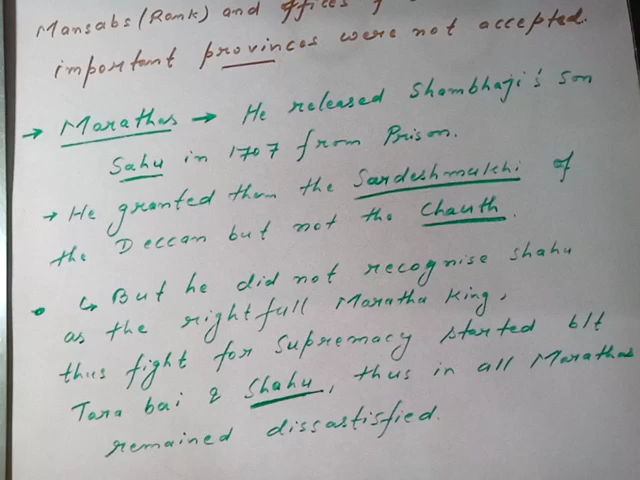 Mansabs (Rank) and offices
important provinces were not accepted.
→ Marathas → He released Shambhaji's son
Sahu in 1707 from Prison.
→ He granted them the Sardeshmukhi of
the Deccan but not the Chauth.
• ↳ But he did not recognise Shahu
as the rightfull Maratha King,
thus fight for supremacy started b/t
Tara bai & Shahu, thus in all Marathas
remained dissastisfied.